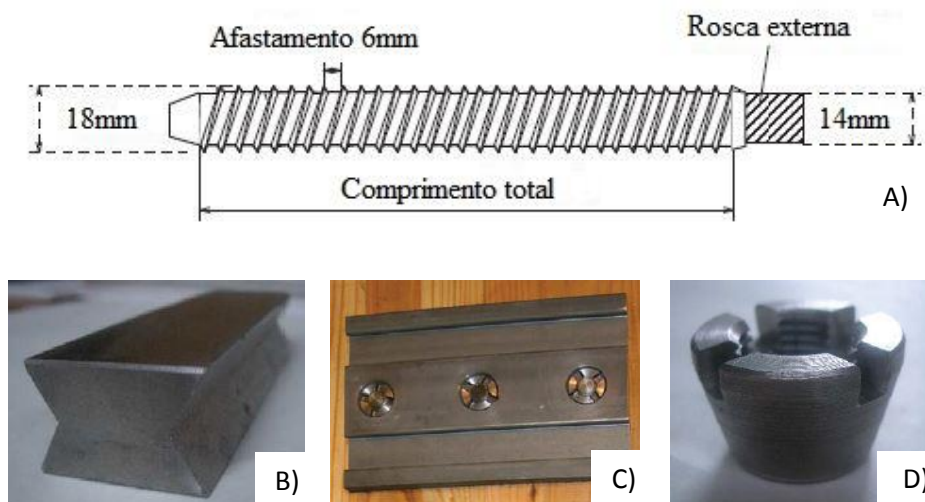 Afastamento 6mm
Rosca externa
18mm
14mm
Comprimento total
A)
B)
C)
D)